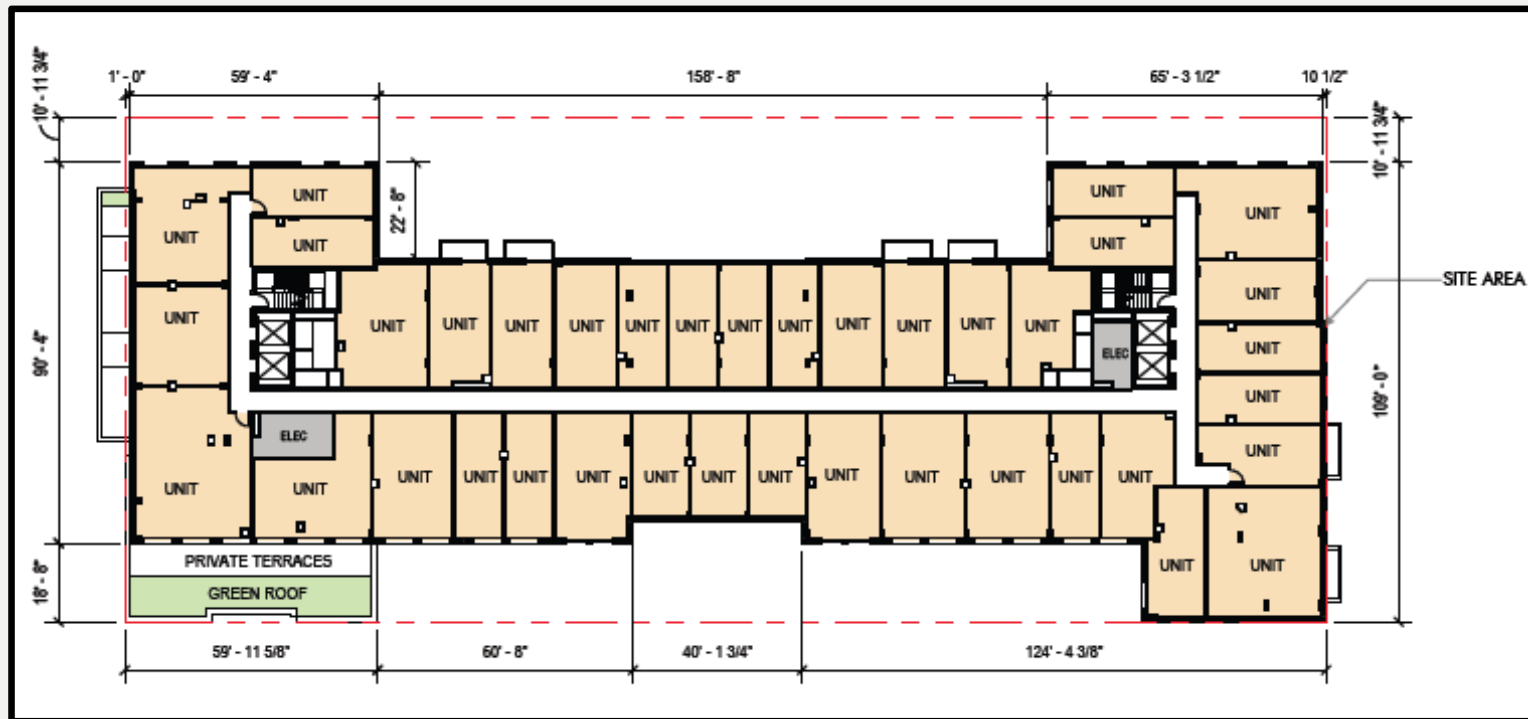 1' - 0" 59' - 4" 158' - 8" 65' - 3 1/2" 10 1/2"
10' - 11 3/4"
10' - 11 3/4"
UNIT UNIT
UNIT UNIT UNIT
22' - 8"
UNIT UNIT UNIT
SITE AREA
UNIT
UNIT
UNIT UNIT UNIT UNIT UNIT UNIT UNIT UNIT UNIT UNIT UNIT UNIT
ELEC
UNIT
90' - 4"
109' - 0"
UNIT
ELEC
UNIT
UNIT UNIT UNIT UNIT UNIT UNIT UNIT UNIT UNIT UNIT UNIT UNIT UNIT UNIT
PRIVATE TERRACES
UNIT UNIT
18' - 8"
GREEN ROOF
59' - 11 5/8" 60' - 8" 40' - 1 3/4" 124' - 4 3/8"